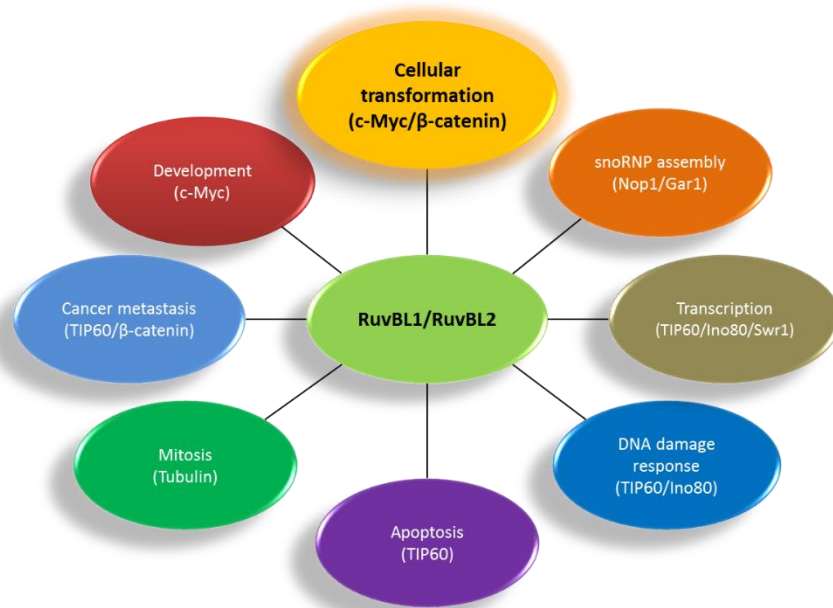 Cellular
transformation
(c-Myc/β-catenin)
snoRNP assembly
(Nop1/Gar1)
Development
(c-Myc)
Cancer metastasis
(TIP60/β-catenin)
RuvBL1/RuvBL2
Transcription
(TIP60/Ino80/Swr1)
Mitosis
(Tubulin)
DNA damage
response
(TIP60/Ino80)
Apoptosis
(TIP60)